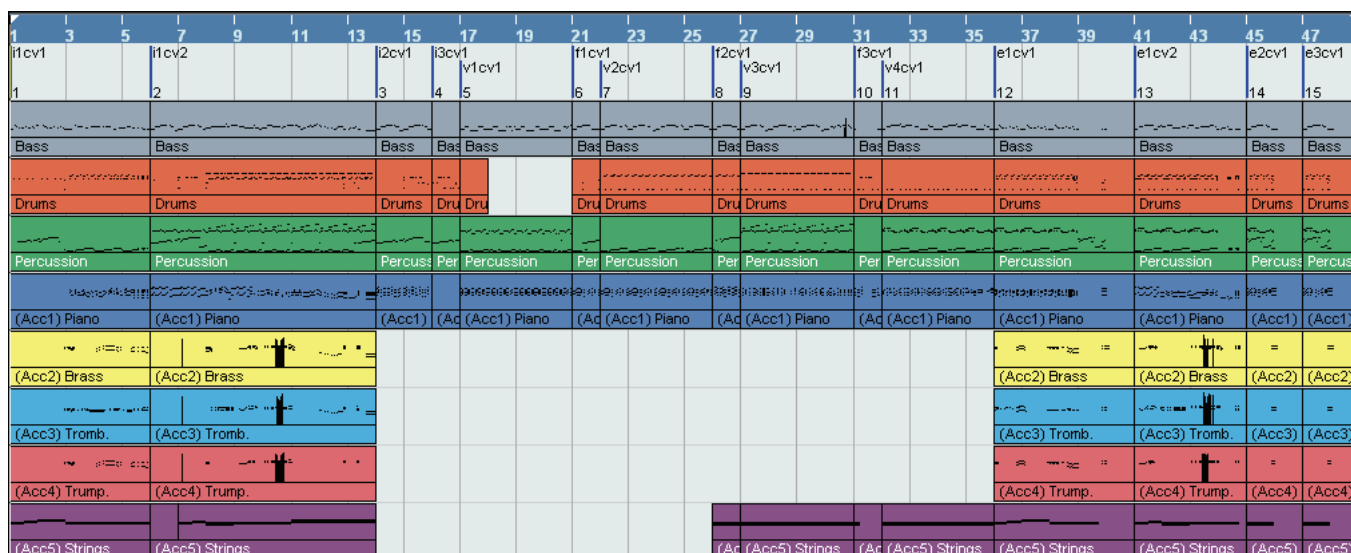 1 3 5 7 9 11 13 15 17 19 21 23 25 27 29 31 33 35 37 39 41 43 45 47
i1cv1 i1cv2 i2cv1 i3cv1 f1cv1 f2cv1 f3cv1 e1cv1 e1cv2 e2cv1 e3cv1
v1cv1 v2cv1 v3cv1 v4cv1
1 2 3 4 5 6 7 8 9 10 11 12 13 14 15
Bass Bass Bass Bas Bass Bas Bass Bas Bass Bas Bass Bass Bass Bass Bass
Drums Drums Drums Dru Dru Dru Drums Dru Drums Dru Drums Drums Drums Drums Drums
Percussion Percussion Percuss Per Percussion Per Percussion Per Percussion Per Percussion Percussion Percussion Percuss Percus
(Acc1) Piano (Acc1) Piano (Acc1) (Ac (Acc1) Piano (Ac (Acc1) Piano (Ac (Acc1) Piano (Ac (Acc1) Piano (Acc1) Piano (Acc1) Piano (Acc1) (Acc1)
(Acc2) Brass (Acc2) Brass (Acc2) Brass (Acc2) Brass (Acc2) (Acc2)
(Acc3) Tromb. (Acc3) Tromb. (Acc3) Tromb. (Acc3) Tromb. (Acc3) (Acc3)
(Acc4) Trump. (Acc4) Trump. (Acc4) Trump. (Acc4) Trump. (Acc4) (Acc4)
(Acc5) Strings (Acc5) Strings (Ac (Acc5) Strings (Ac (Acc5) Strings (Acc5) Strings (Acc5) Strings (Acc5) (Acc5)